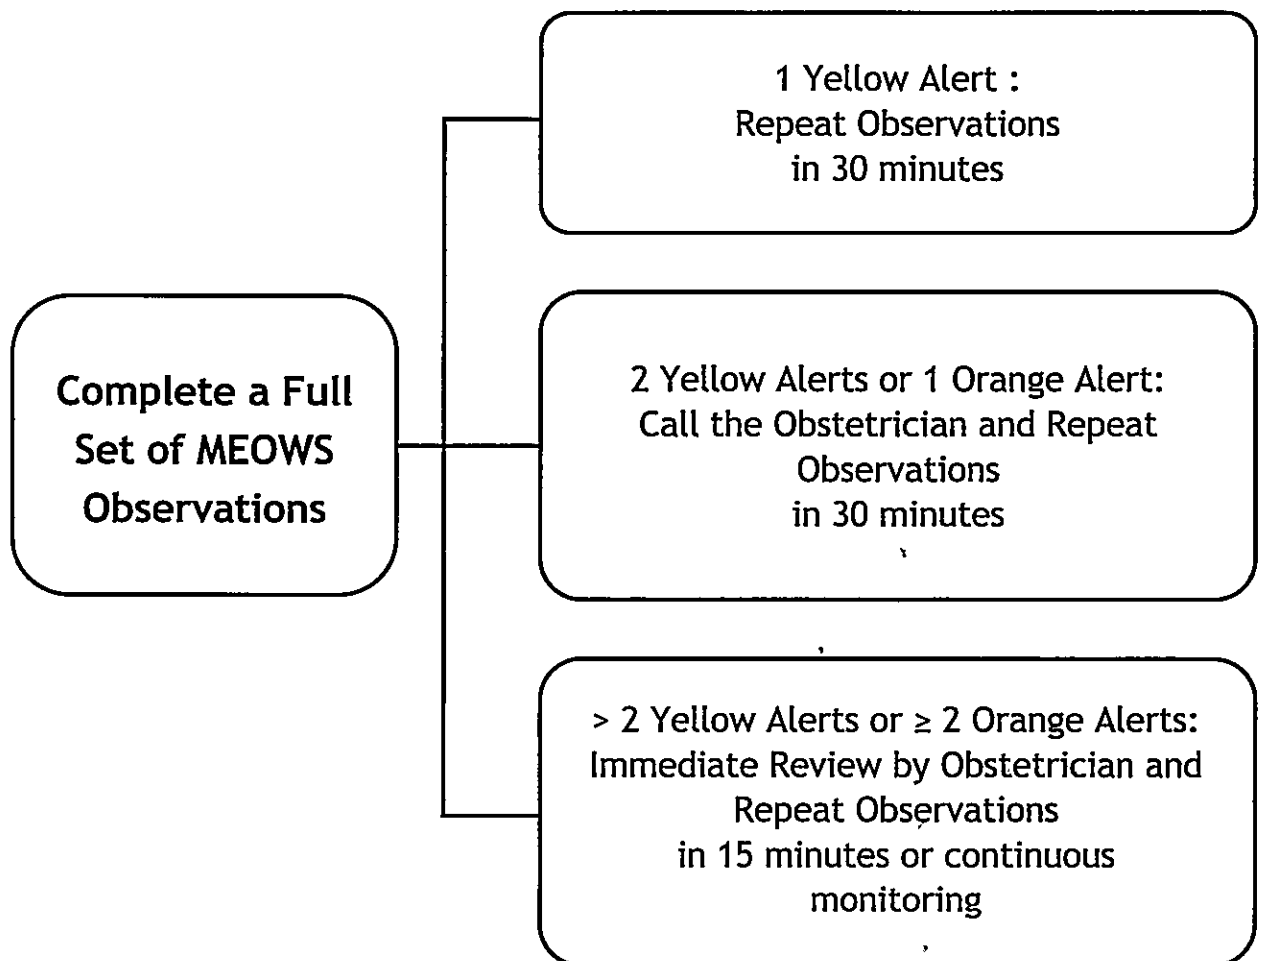 1 Yellow Alert :
Repeat Observations
in 30 minutes
Complete a Full
Set of MEOWS
Observations
2 Yellow Alerts or 1 Orange Alert:
Call the Obstetrician and Repeat
Observations
in 30 minutes
> 2 Yellow Alerts or ≥ 2 Orange Alerts:
Immediate Review by Obstetrician and
Repeat Observations
in 15 minutes or continuous
monitoring